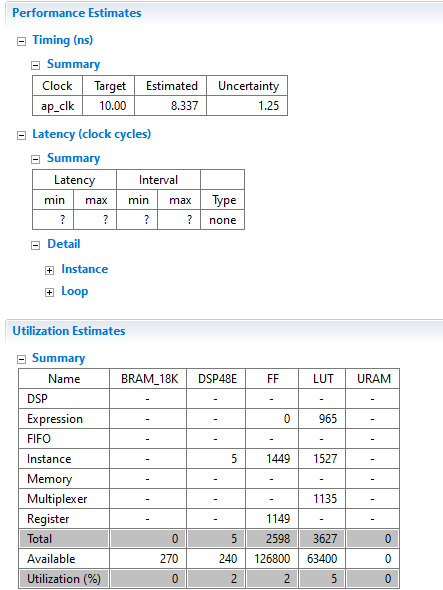 Performance Estimates
Timing (ns)
Summary
Clock Target Estimated Uncertainty
ap_clk 10.00 8.337 1.25
Latency (clock cycles)
Summary
Latency Interval
min max min max Type
? ? ? ? none
Detail
Instance
Loop
Utilization Estimates
Summary
Name BRAM_18K DSP48E FF LUT URAM
DSP - - - - -
Expression - - 0 965 -
FIFO - - - - -
Instance - 5 1449 1527 -
Memory - - - - -
Multiplexer - - - 1135 -
Register - - 1149 - -
Total 0 5 2598 3627 0
Available 270 240 126800 63400 0
Utilization (%) 0 2 2 5 0